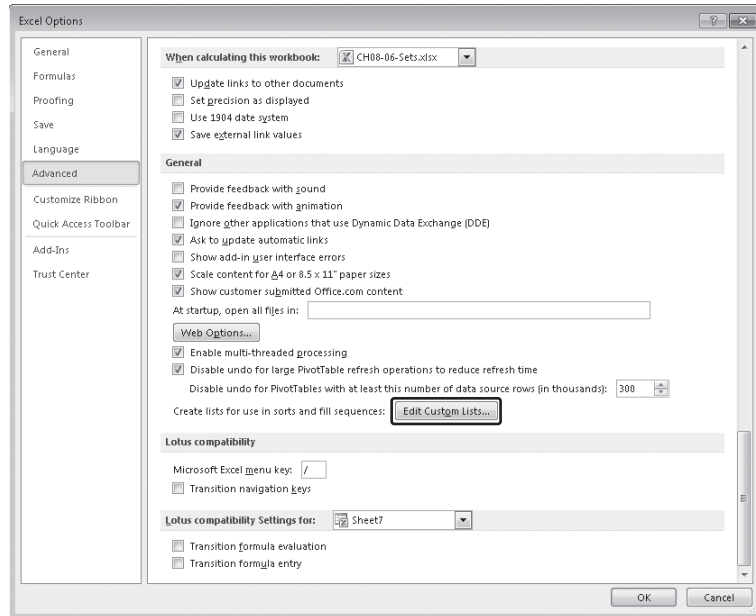 Excel Options
General
Formulas
Proofing
Save
Language
Advanced
Customize Ribbon
Quick Access Toolbar
Add-Ins
Trust Center
When calculating this workbook: CH08-06-Sets.xlsx
Update links to other documents
Set precision as displayed
Use 1904 date system
Save external link values
General
Provide feedback with sound
Provide feedback with animation
Ignore other applications that use Dynamic Data Exchange (DDE)
Ask to update automatic links
Show add-in user interface errors
Scale content for A4 or 8.5 x 11" paper sizes
Show customer submitted Office.com content
At startup, open all files in:
Web Options...
Enable multi-threaded processing
Disable undo for large PivotTable refresh operations to reduce refresh time
Disable undo for PivotTables with at least this number of data source rows (in thousands): 300
Create lists for use in sorts and fill sequences: Edit Custom Lists...
Lotus compatibility
Microsoft Excel menu key: /
Transition navigation keys
Lotus compatibility Settings for: Sheet7
Transition formula evaluation
Transition formula entry
OK Cancel